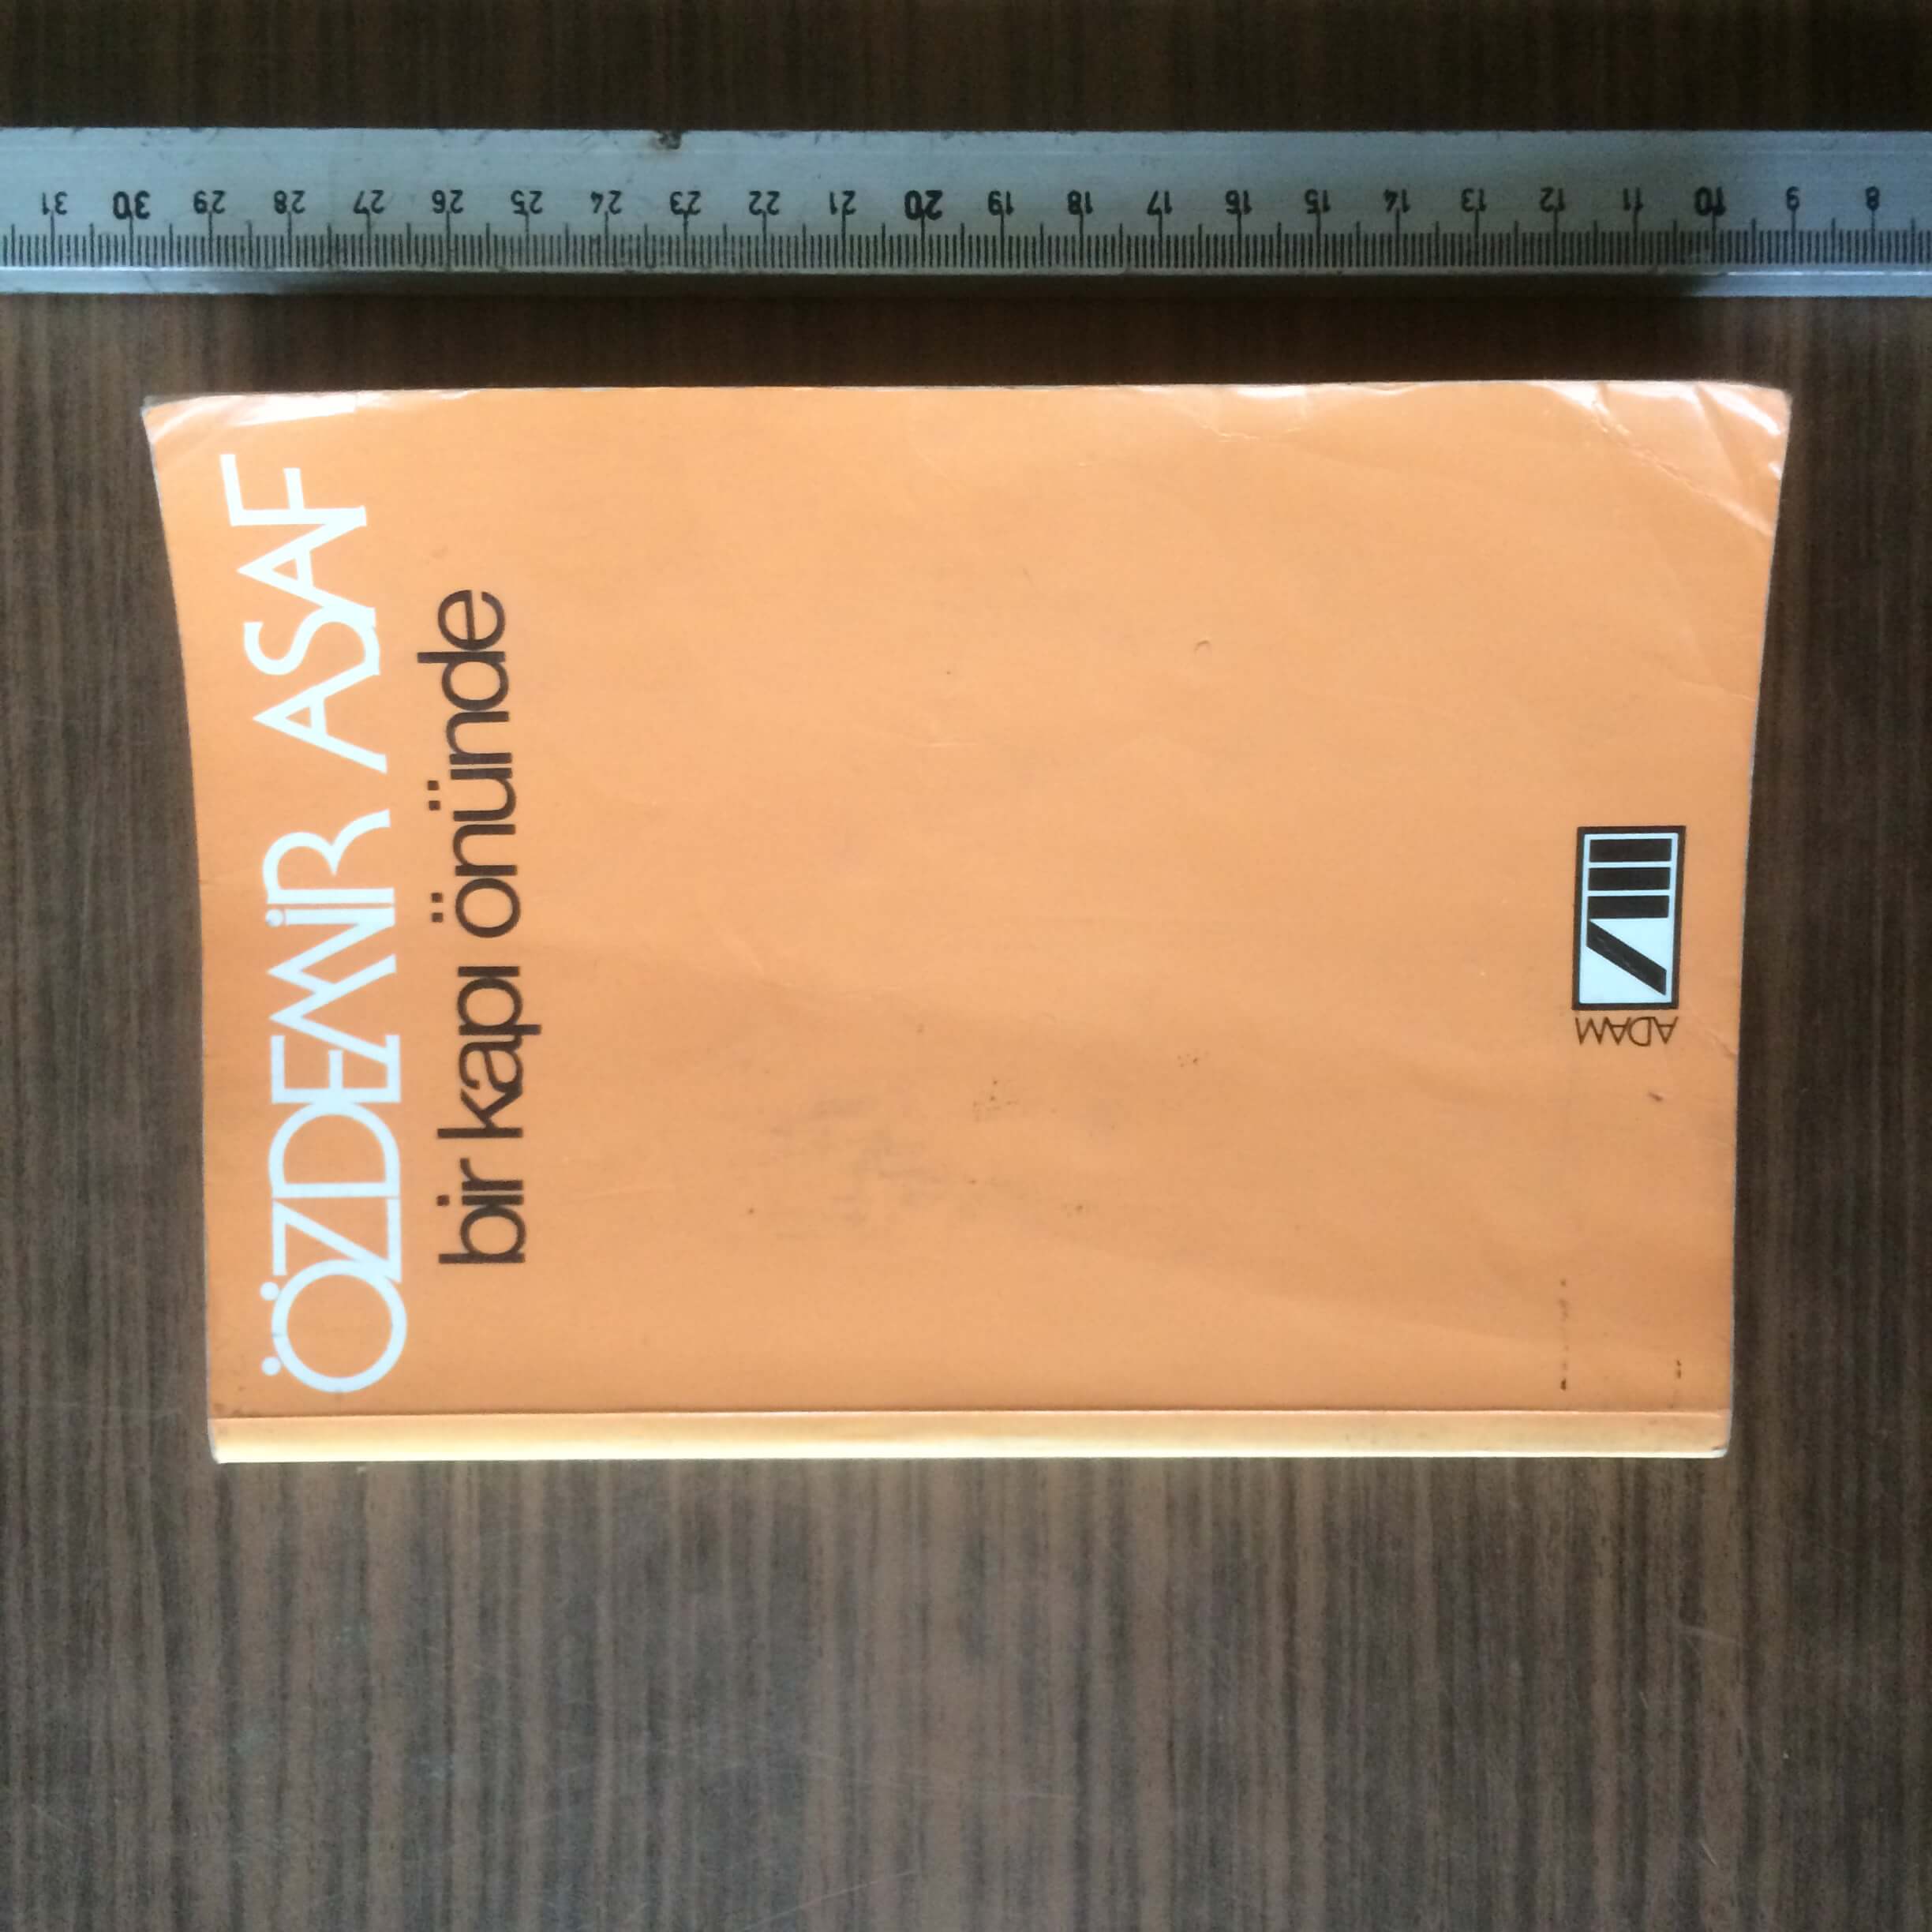 31 30 29 28 27 26 25 24 23 22 21 20 19 18 17 16 15 14 13 12 11 10 9 8
ÖZDEMİR ASAF
bir kapı önünde
ADAM